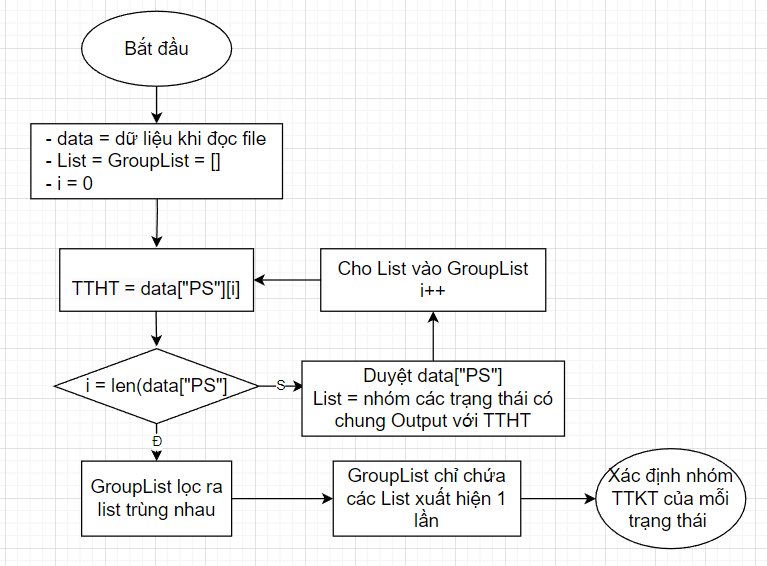 Bắt đầu
- data = dữ liệu khi đọc file
- List = GroupList = []
- i = 0
TTHT = data["PS"][i]
Cho List vào GroupList
i++
i = len(data["PS"]
S
Duyệt data["PS"]
List = nhóm các trạng thái có
chung Output với TTHT
Đ
GroupList lọc ra
list trùng nhau
GroupList chỉ chứa
các List xuất hiện 1
lần
Xác định nhóm
TTKT của mỗi
trạng thái